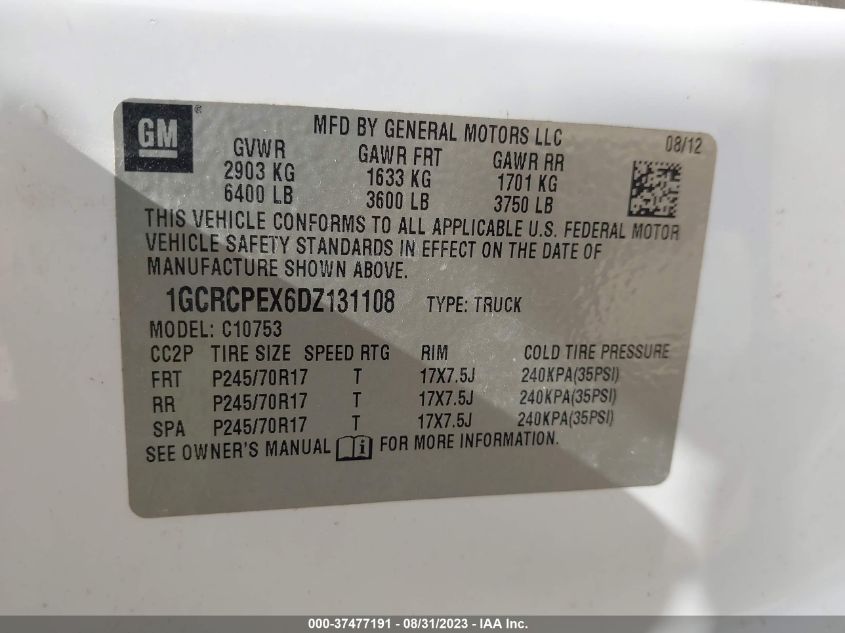 GM®
MFD BY GENERAL MOTORS LLC 08/12
GVWR GAWR FRT GAWR RR
2903 KG 1633 KG 1701 KG
6400 LB 3600 LB 3750 LB
THIS VEHICLE CONFORMS TO ALL APPLICABLE U.S. FEDERAL MOTOR
VEHICLE SAFETY STANDARDS IN EFFECT ON THE DATE OF
MANUFACTURE SHOWN ABOVE.
1GCRCPEX6DZ131108 TYPE: TRUCK
MODEL: C10753
CC2P TIRE SIZE SPEED RTG RIM COLD TIRE PRESSURE
FRT P245/70R17 T 17X7.5J 240KPA(35PSI)
RR P245/70R17 T 17X7.5J 240KPA(35PSI)
SPA P245/70R17 T 17X7.5J 240KPA(35PSI)
SEE OWNER'S MANUAL FOR MORE INFORMATION.
000-37477191 - 08/31/2023 - IAA Inc.